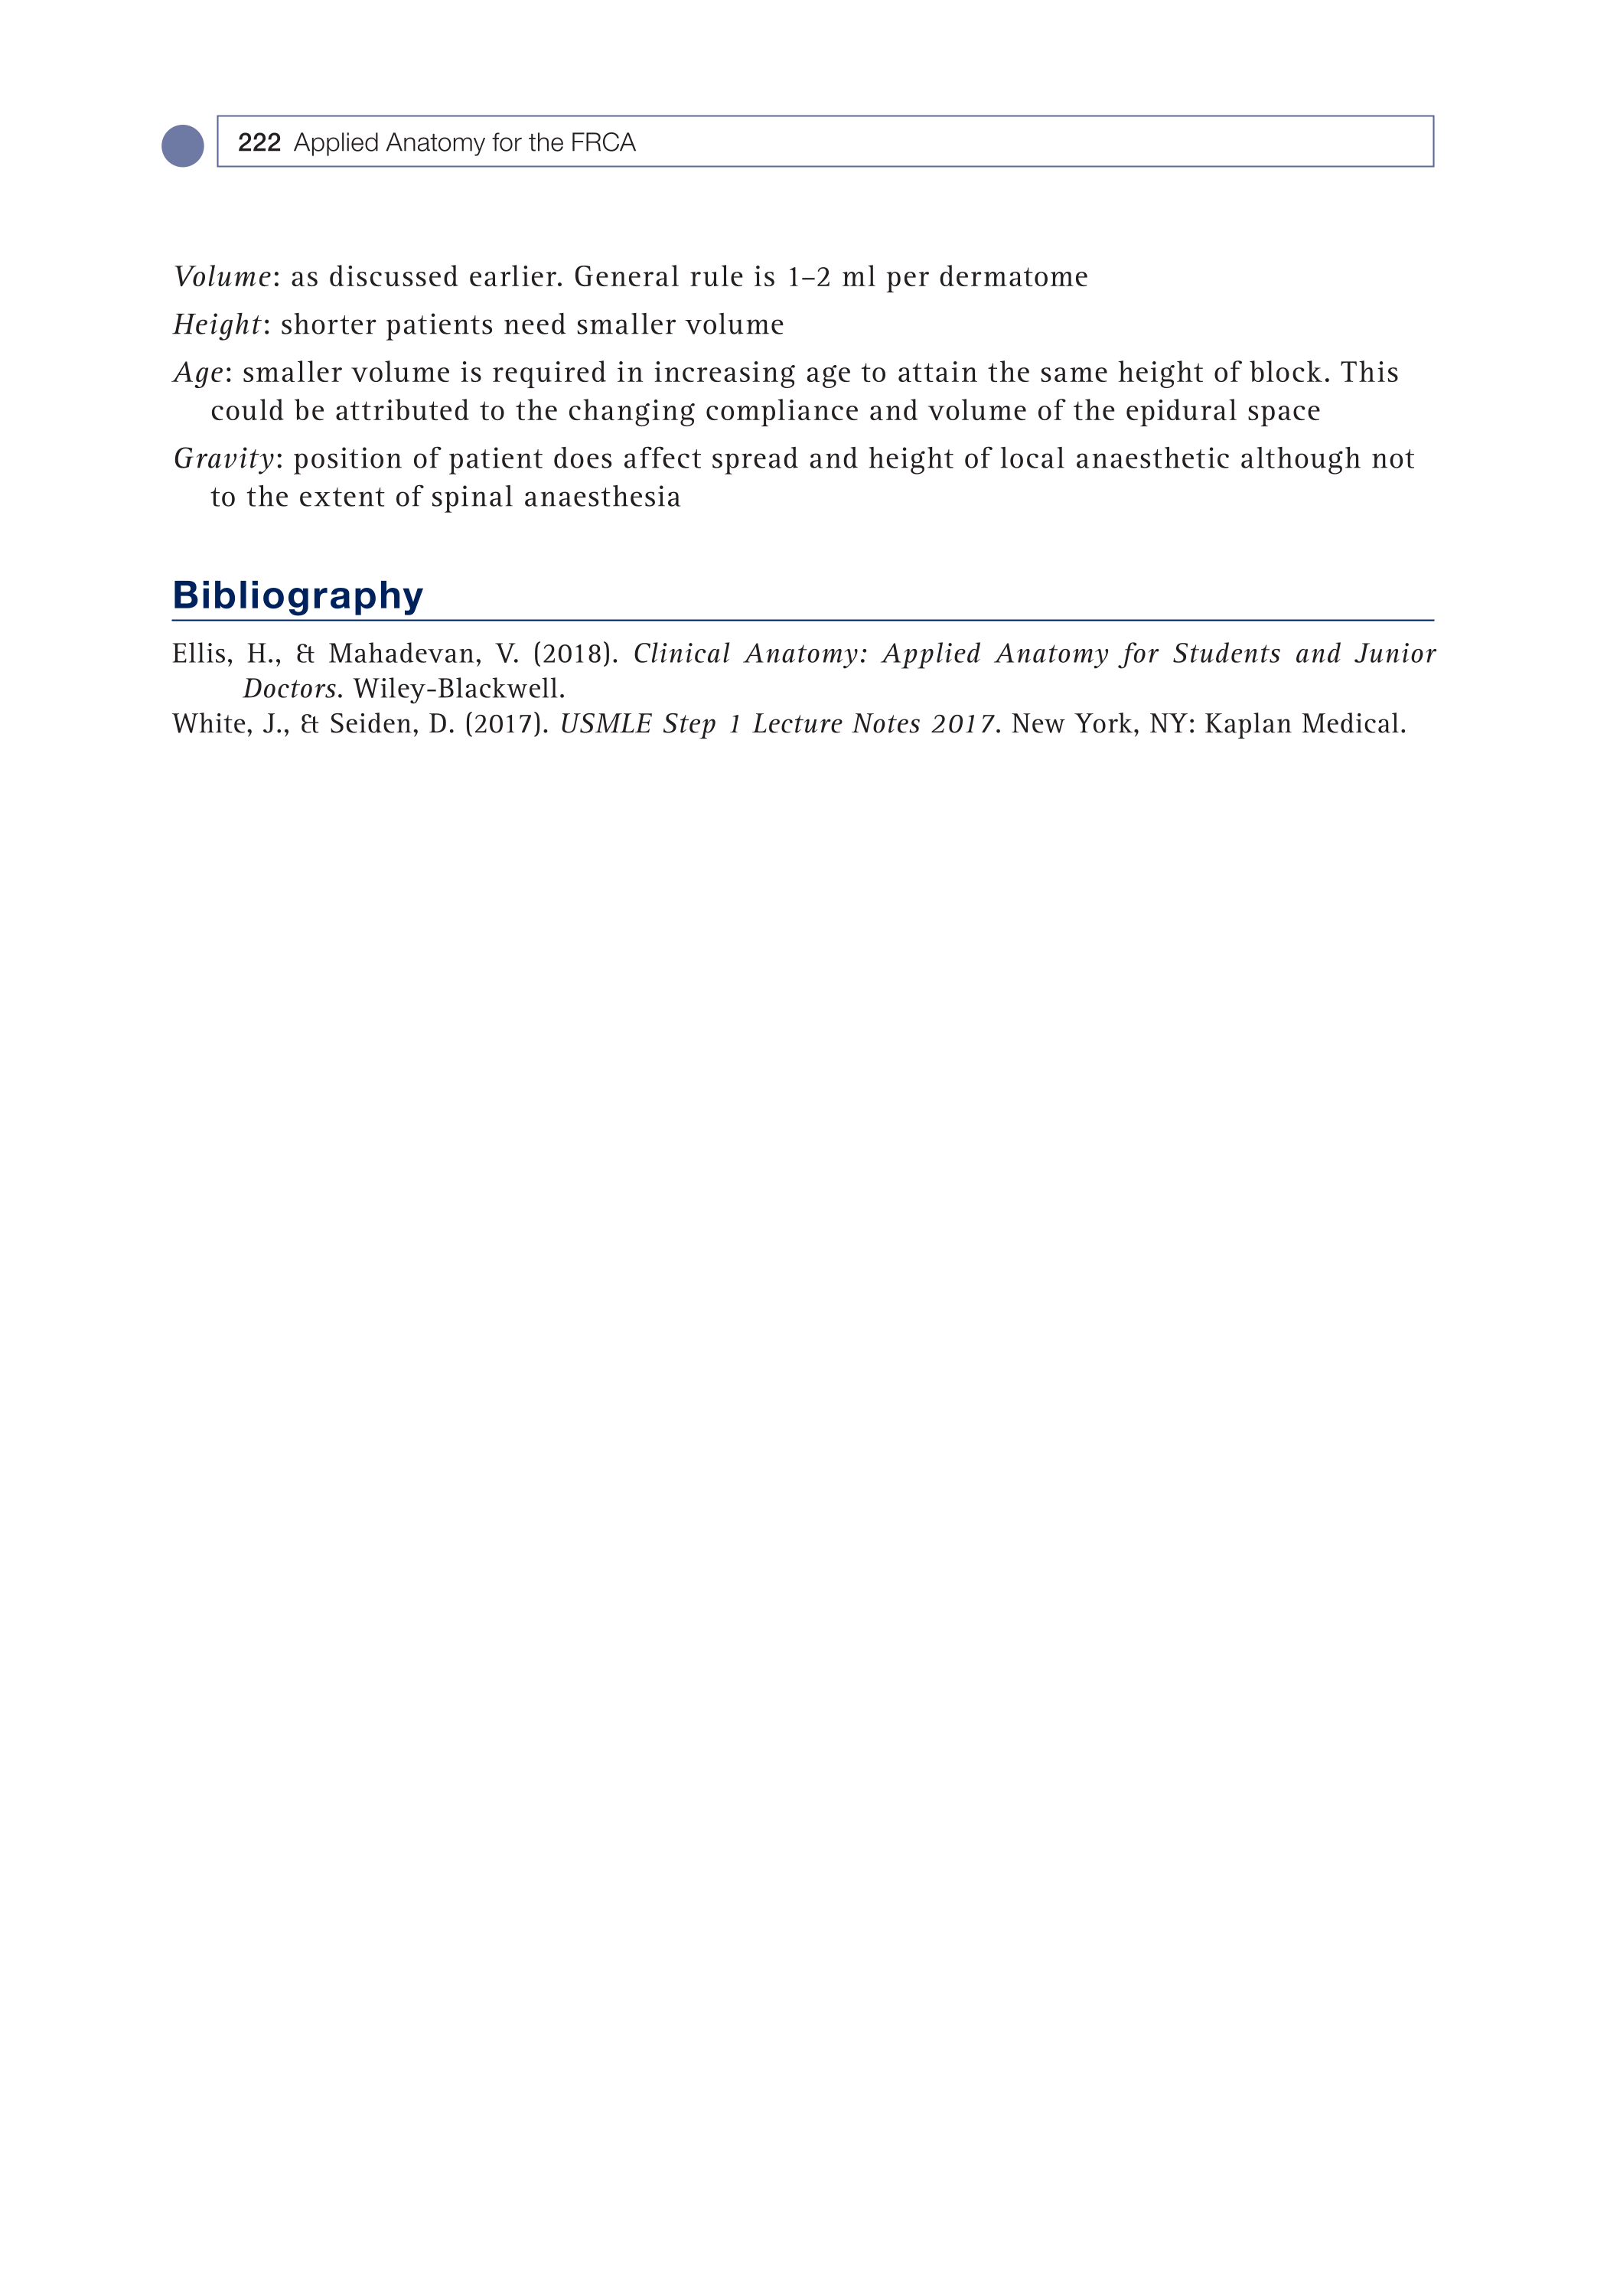 222 Applied Anatomy for the FRCA
Volume: as discussed earlier. General rule is 1–2 ml per dermatome
Height: shorter patients need smaller volume
Age: smaller volume is required in increasing age to attain the same height of block. This
could be attributed to the changing compliance and volume of the epidural space
Gravity: position of patient does affect spread and height of local anaesthetic although not
to the extent of spinal anaesthesia
Bibliography
Ellis, H., & Mahadevan, V. (2018). Clinical Anatomy: Applied Anatomy for Students and Junior
Doctors. Wiley-Blackwell.
White, J., & Seiden, D. (2017). USMLE Step 1 Lecture Notes 2017. New York, NY: Kaplan Medical.